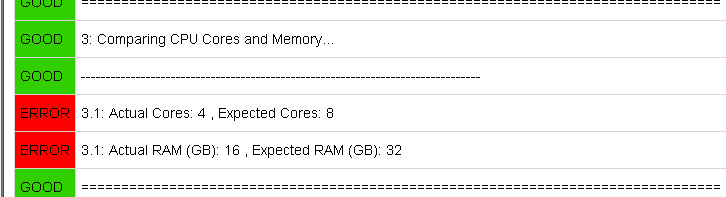 GOOD ================================================================================
GOOD 3: Comparing CPU Cores and Memory...
GOOD --------------------------------------------------------------------------------
ERROR 3.1: Actual Cores: 4 , Expected Cores: 8
ERROR 3.1: Actual RAM (GB): 16 , Expected RAM (GB): 32
GOOD ================================================================================